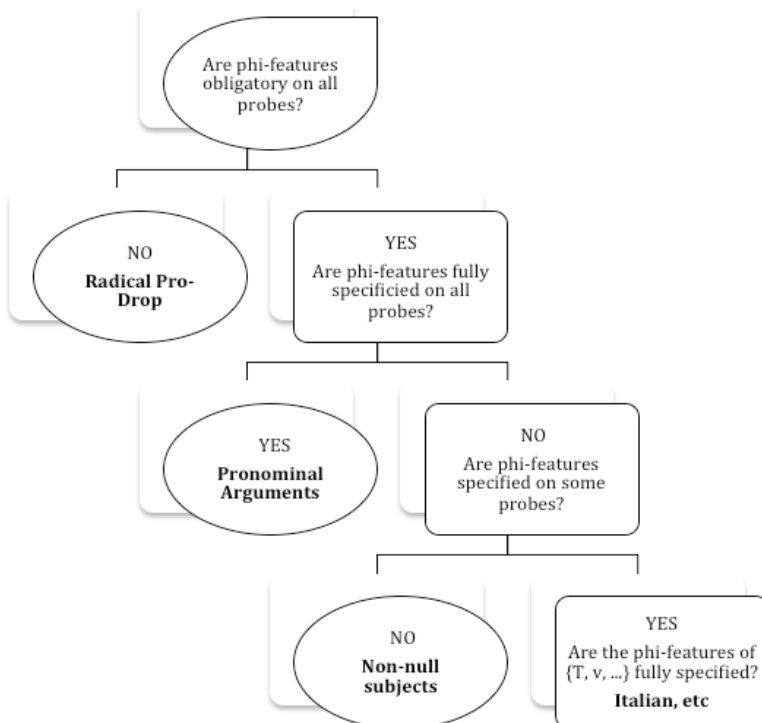 Are phi-features
obligatory on all
probes?
NO
Radical Pro-
Drop
YES
Are phi-features fully
specificied on all
probes?
YES
Pronominal
Arguments
NO
Are phi-features
specified on some
probes?
NO
Non-null
subjects
YES
Are the phi-features of
{T, v, ...} fully specified?
Italian, etc